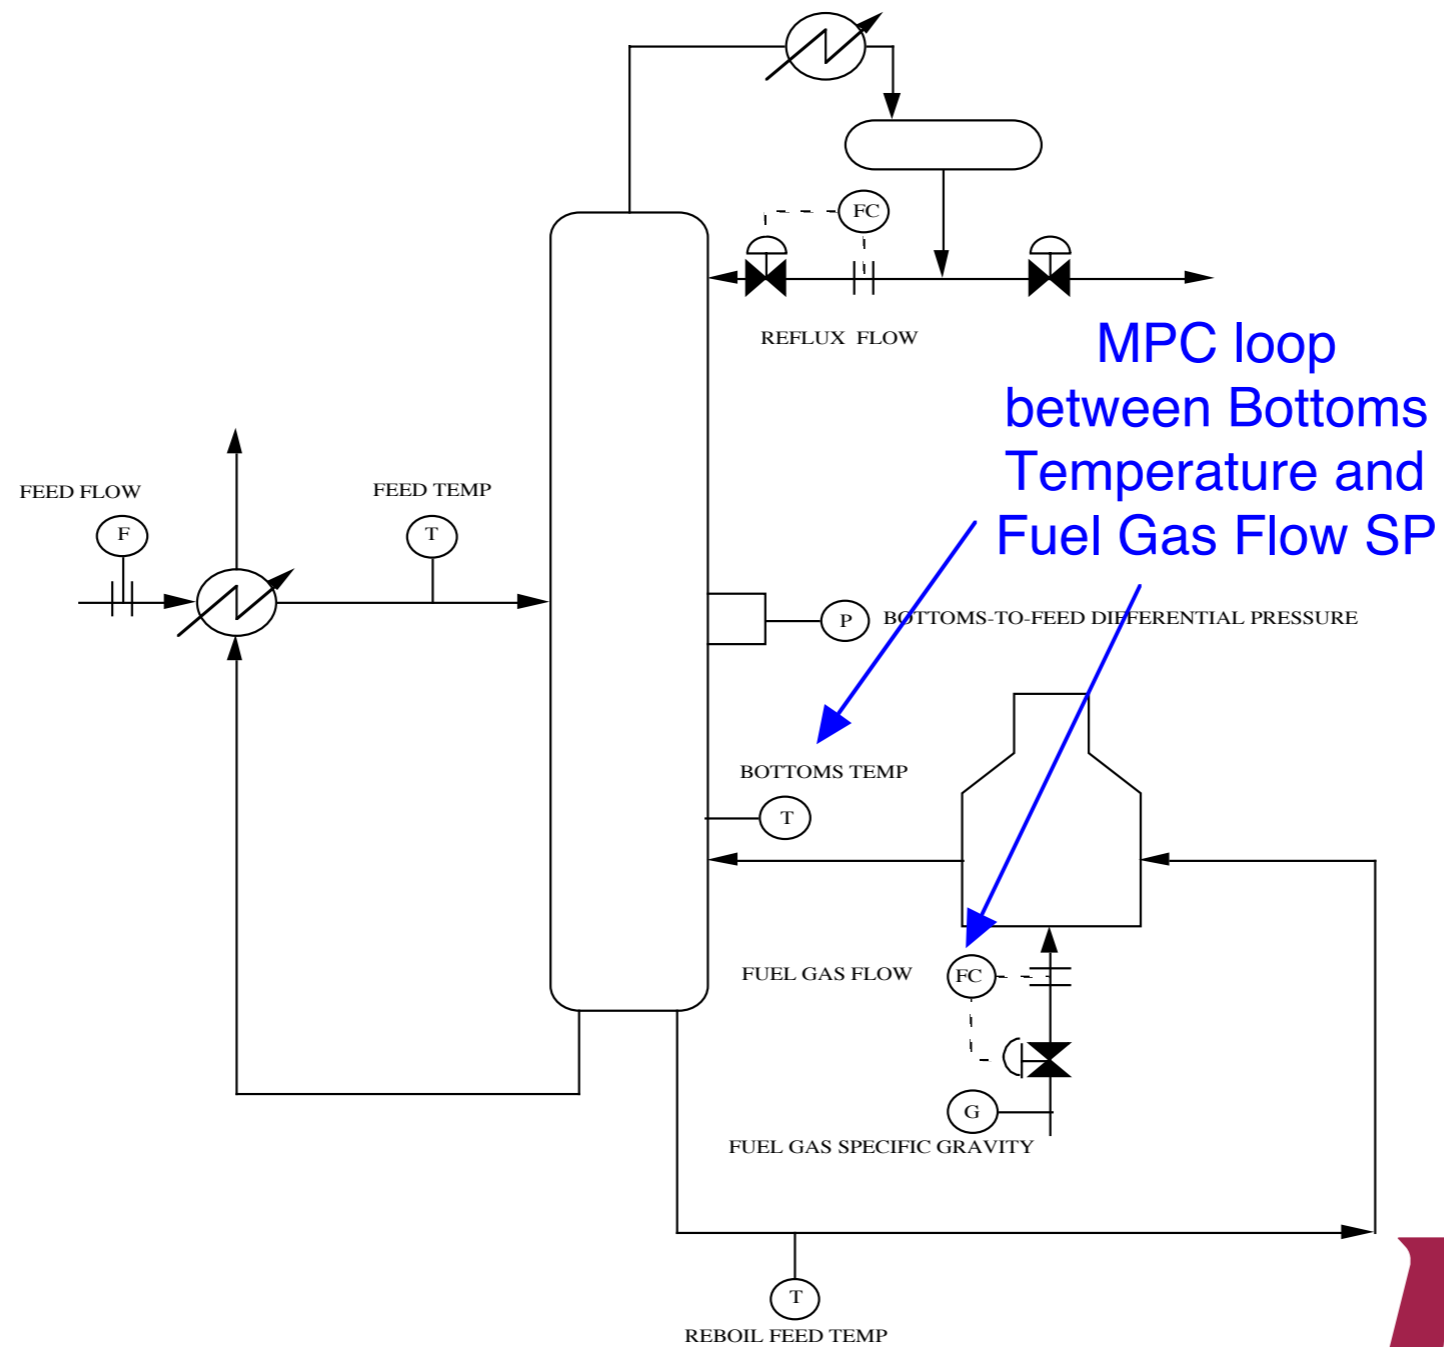 FC
REFLUX  FLOW
MPC loop
between Bottoms
Temperature and
Fuel Gas Flow SP
FEED FLOW
F
FEED TEMP
T
P
BOTTOMS-TO-FEED DIFFERENTIAL PRESSURE
BOTTOMS TEMP
T
FUEL GAS FLOW
FC
G
FUEL GAS SPECIFIC GRAVITY
T
REBOIL FEED TEMP